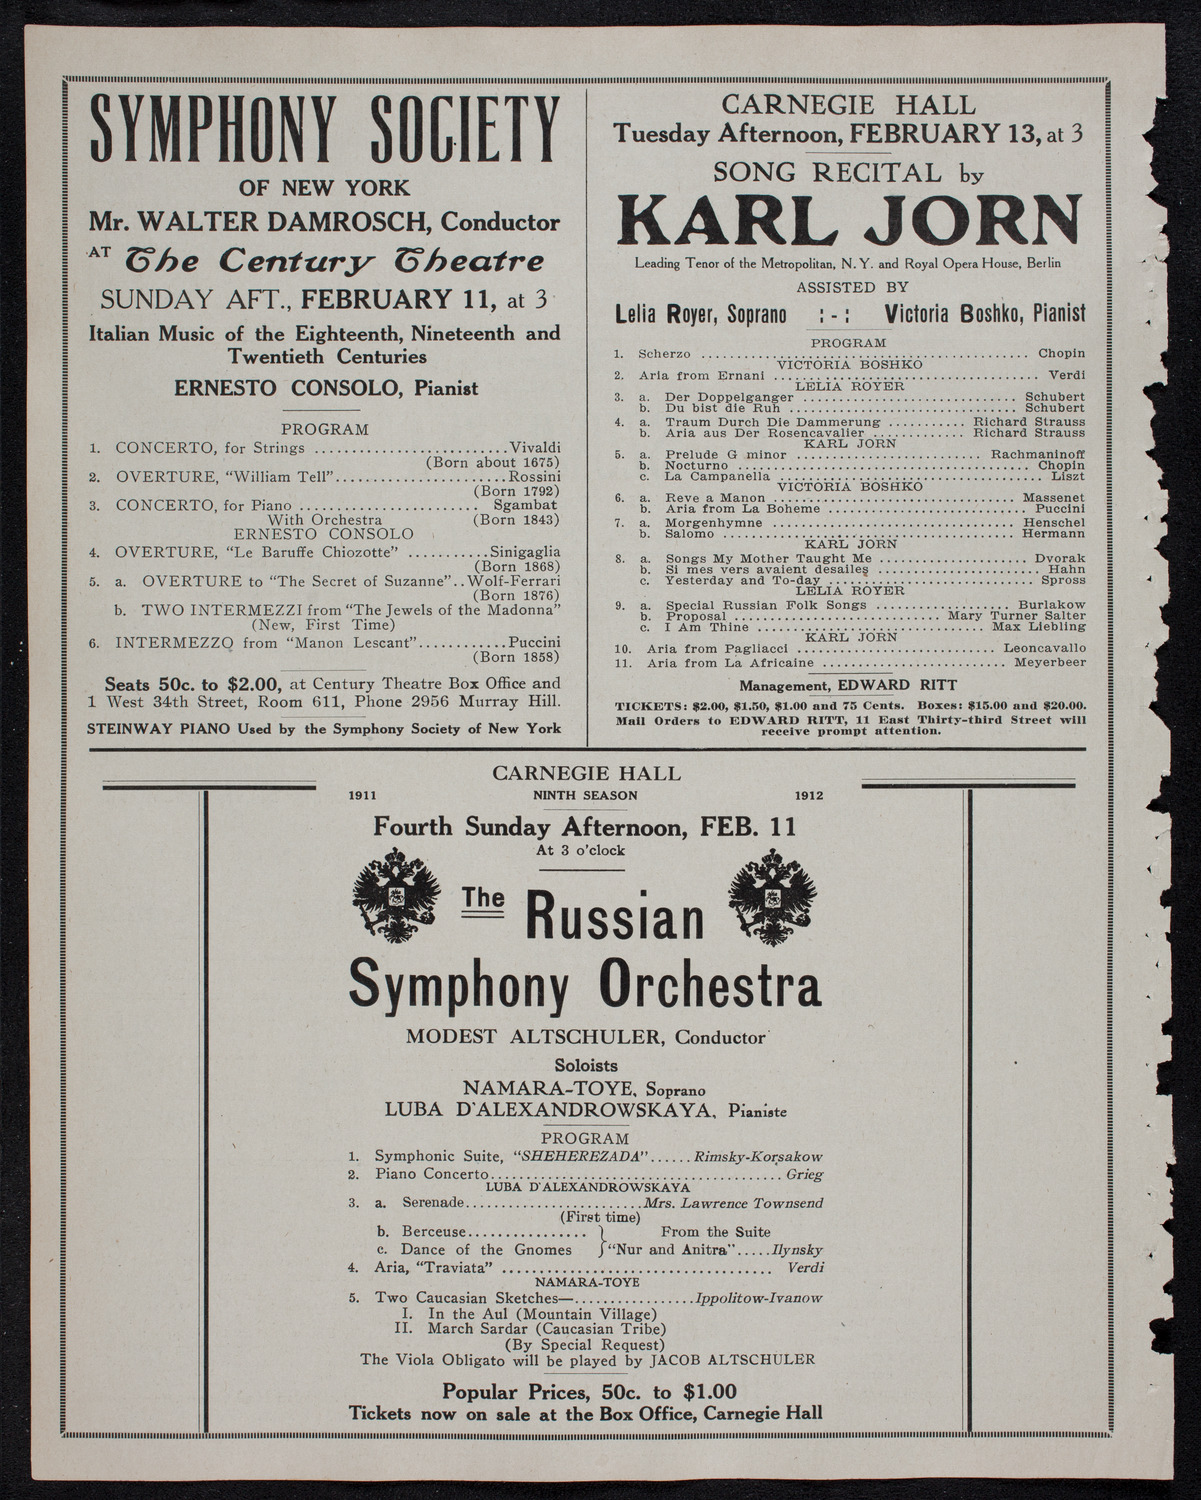 SYMPHONY SOCIETY
OF NEW YORK
Mr. WALTER DAMROSCH, Conductor
AT The Century Theatre
SUNDAY AFT., FEBRUARY 11, at 3
Italian Music of the Eighteenth, Nineteenth and
Twentieth Centuries
ERNESTO CONSOLO, Pianist
PROGRAM
1. CONCERTO, for Strings ..........................Vivaldi
(Born about 1675)
2. OVERTURE, “William Tell”.......................Rossini
(Born 1792)
3. CONCERTO, for Piano ........................ Sgambat
With Orchestra (Born 1843)
ERNESTO CONSOLO
4. OVERTURE, “Le Baruffe Chiozotte” ...........Sinigaglia
(Born 1868)
5. a. OVERTURE to “The Secret of Suzanne”..Wolf-Ferrari
(Born 1876)
b. TWO INTERMEZZI from “The Jewels of the Madonna”
(New, First Time)
6. INTERMEZZO from “Manon Lescant”............Puccini
(Born 1858)
Seats 50c. to $2.00, at Century Theatre Box Office and
1 West 34th Street, Room 611, Phone 2956 Murray Hill.
STEINWAY PIANO Used by the Symphony Society of New York
CARNEGIE HALL
Tuesday Afternoon, FEBRUARY 13, at 3
SONG RECITAL by
KARL JORN
Leading Tenor of the Metropolitan, N. Y. and Royal Opera House, Berlin
ASSISTED BY
Lelia Royer, Soprano :-: Victoria Boshko, Pianist
PROGRAM
1. Scherzo ............................................. Chopin
VICTORIA BOSHKO
2. Aria from Ernani .................................... Verdi
LELIA ROYER
3. a. Der Doppelganger ............................. Schubert
b. Du bist die Ruh ............................... Schubert
4. a. Traum Durch Die Dammerung ........... Richard Strauss
b. Aria aus Der Rosencavalier ............. Richard Strauss
KARL JORN
5. a. Prelude G minor .......................... Rachmaninoff
b. Nocturno ........................................ Chopin
c. La Campanella .................................... Liszt
VICTORIA BOSHKO
6. a. Reve a Manon .................................. Massenet
b. Aria from La Boheme ............................ Puccini
7. a. Morgenhymne ................................... Henschel
b. Salomo ......................................... Hermann
KARL JORN
8. a. Songs My Mother Taught Me ...................... Dvorak
b. Si mes vers avaient desailes ..................... Hahn
c. Yesterday and To-day ............................ Spross
LELIA ROYER
9. a. Special Russian Folk Songs ................... Burlakow
b. Proposal ........................... Mary Turner Salter
c. I Am Thine ................................ Max Liebling
KARL JORN
10. Aria from Pagliacci ............................ Leoncavallo
11. Aria from La Africaine ......................... Meyerbeer
Management, EDWARD RITT
TICKETS: $2.00, $1.50, $1.00 and 75 Cents. Boxes: $15.00 and $20.00.
Mail Orders to EDWARD RITT, 11 East Thirty-third Street will
receive prompt attention.
CARNEGIE HALL
1911 NINTH SEASON 1912
Fourth Sunday Afternoon, FEB. 11
At 3 o'clock
The Russian
Symphony Orchestra
MODEST ALTSCHULER, Conductor
Soloists
NAMARA-TOYE, Soprano
LUBA D'ALEXANDROWSKAYA, Pianiste
PROGRAM
1. Symphonic Suite, “SHEHEREZADA”...... Rimsky-Korsakow
2. Piano Concerto....................................... Grieg
LUBA D'ALEXANDROWSKAYA
3. a. Serenade........................Mrs. Lawrence Townsend
(First time)
b. Berceuse................ } From the Suite
c. Dance of the Gnomes } “Nur and Anitra”.....Ilynsky
4. Aria, “Traviata” .................................... Verdi
NAMARA-TOYE
5. Two Caucasian Sketches—................Ippolitow-Ivanow
I. In the Aul (Mountain Village)
II. March Sardar (Caucasian Tribe)
(By Special Request)
The Viola Obligato will be played by JACOB ALTSCHULER
Popular Prices, 50c. to $1.00
Tickets now on sale at the Box Office, Carnegie Hall